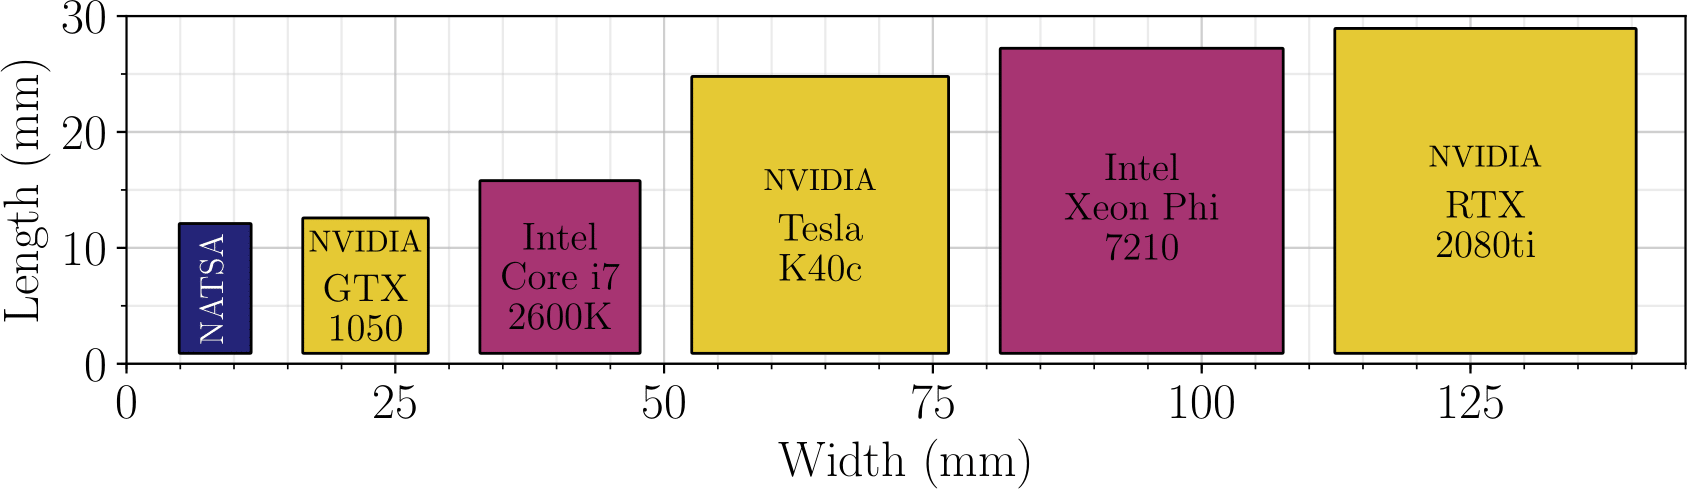 30
20
10
0
Length (mm)
NATSA
NVIDIA
GTX
1050
Intel
Core i7
2600K
NVIDIA
Tesla
K40c
Intel
Xeon Phi
7210
NVIDIA
RTX
2080ti
0 25 50 75 100 125
Width (mm)